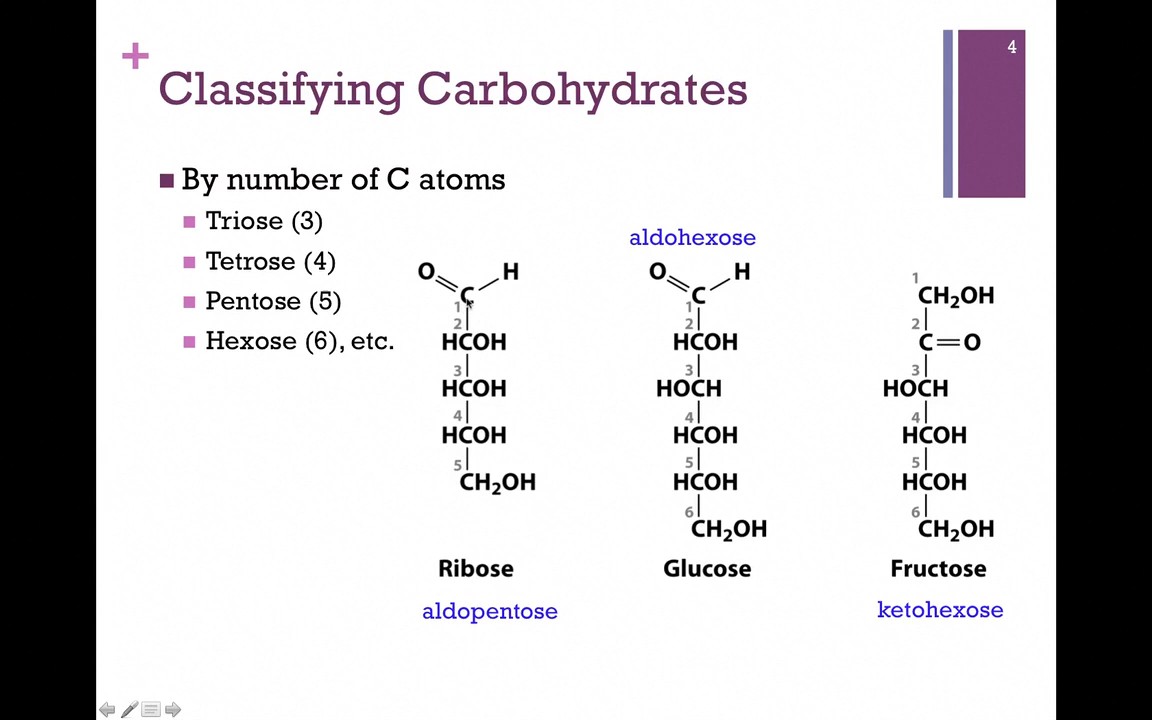 4
+
Classifying Carbohydrates
By number of C atoms
Triose (3)
Tetrose (4)
Pentose (5)
Hexose (6), etc.
O H
C
1
2
HCOH
3
HCOH
4
HCOH
5
CH₂OH
Ribose
aldopentose
aldohexose
O H
C
1
2
HCOH
3
HOCH
4
HCOH
5
HCOH
6
CH₂OH
Glucose
1
CH₂OH
2
C=O
3
HOCH
4
HCOH
5
HCOH
6
CH₂OH
Fructose
ketohexose